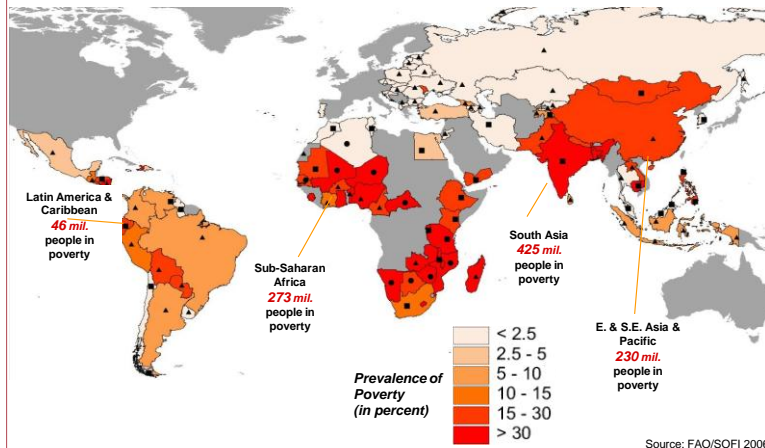 Latin America &
Caribbean
46 mil.
people in
poverty
Sub-Saharan
Africa
273 mil.
people in
poverty
South Asia
425 mil.
people in
poverty
E. & S.E. Asia &
Pacific
230 mil.
people in
poverty
Prevalence of
Poverty
(in percent)
< 2.5
2.5 - 5
5 - 10
10 - 15
15 - 30
> 30
Source: FAO/SOFI 2006